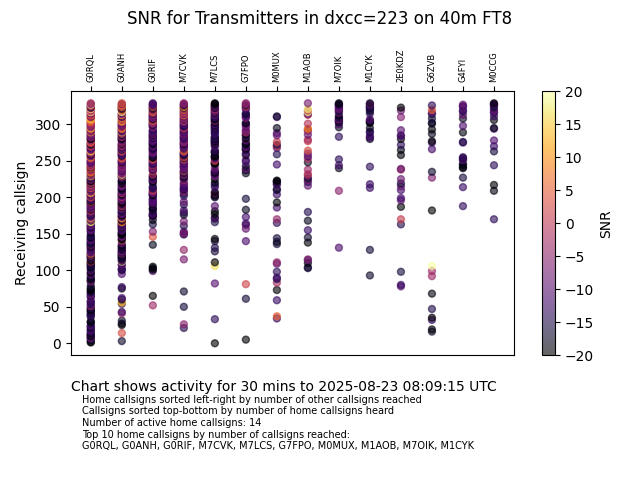 SNR for Transmitters in dxcc=223 on 40m FT8
G0RQL G0ANH G0RIF M7CVK M7LCS G7FPO M0MUX M1AOB M7OIK M1CYK 2E0KDZ G6ZVB G4FYI M0CCG
300
250
200
150
100
50
0
Receiving callsign
20
15
10
5
0
−5
−10
−15
−20
SNR
Chart shows activity for 30 mins to 2025-08-23 08:09:15 UTC
Home callsigns sorted left-right by number of other callsigns reached
Callsigns sorted top-bottom by number of home callsigns heard
Number of active home callsigns: 14
Top 10 home callsigns by number of callsigns reached:
G0RQL, G0ANH, G0RIF, M7CVK, M7LCS, G7FPO, M0MUX, M1AOB, M7OIK, M1CYK